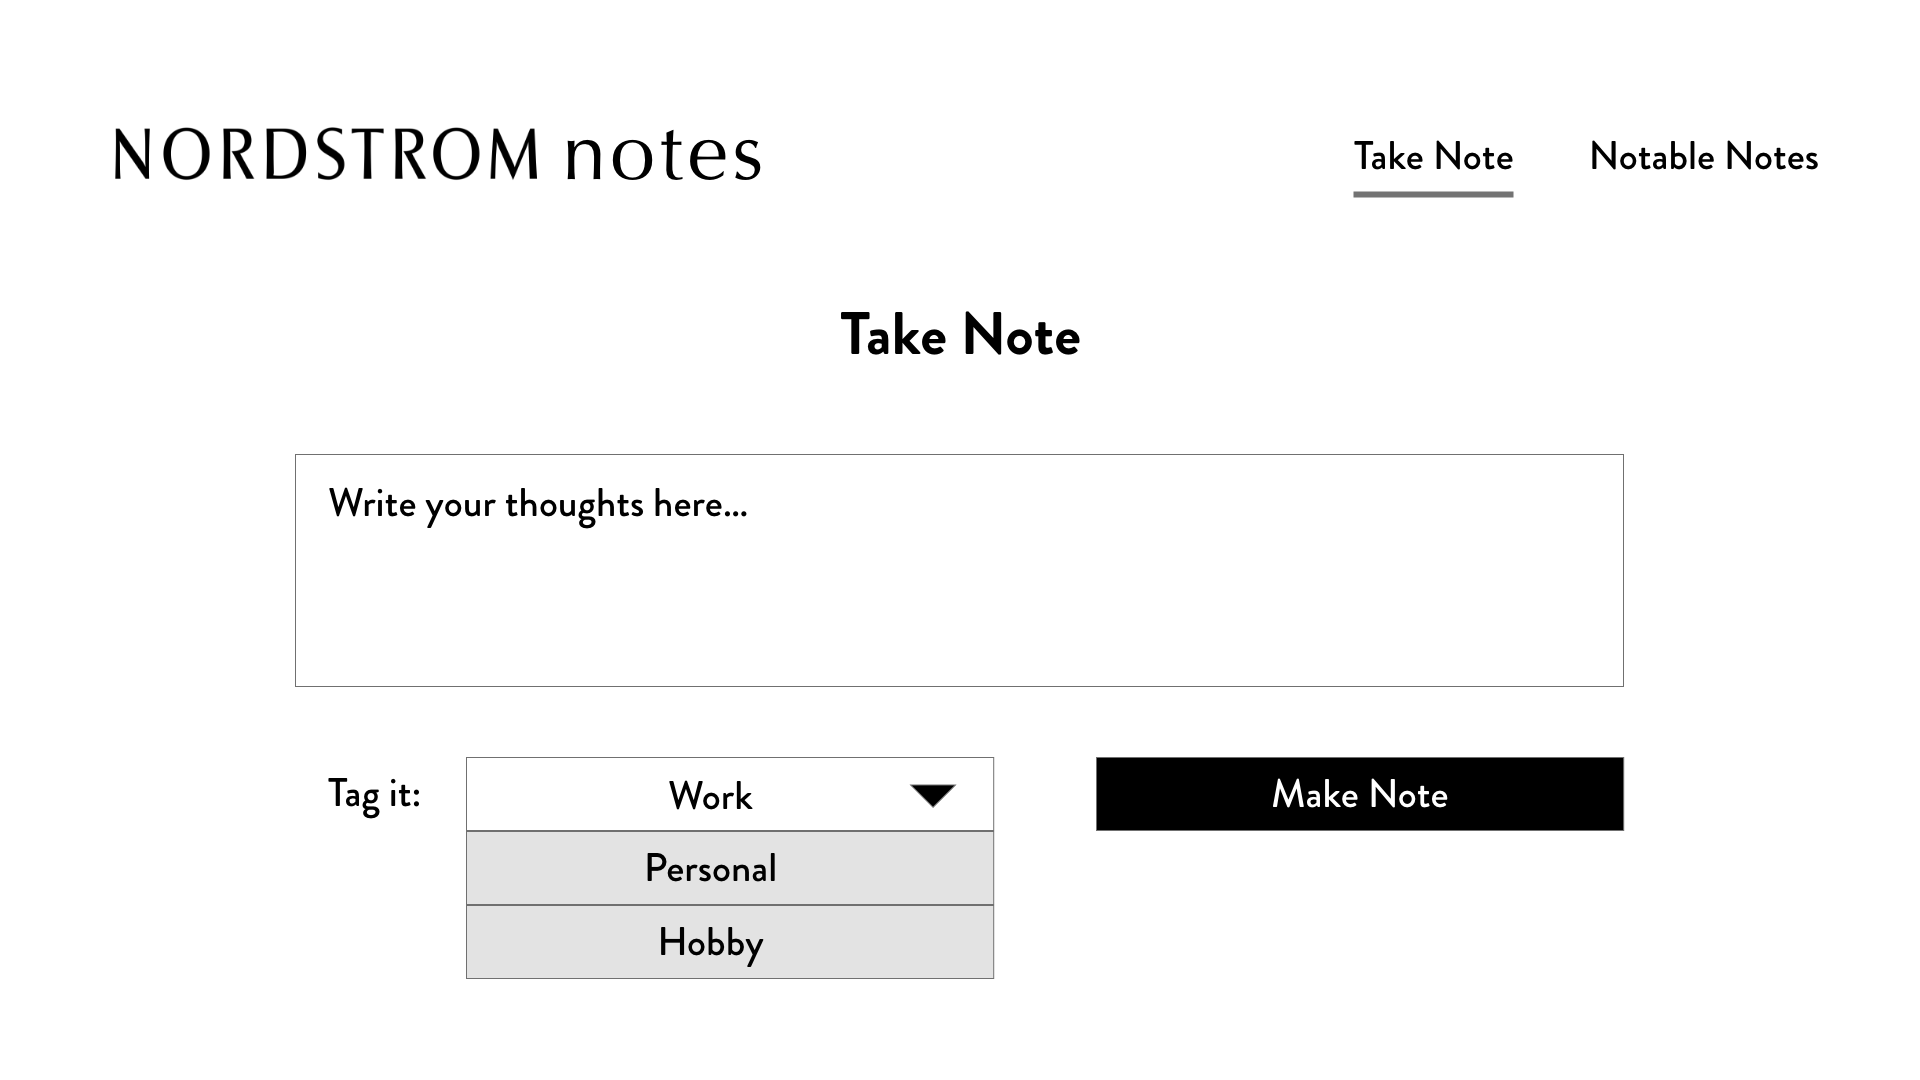 NORDSTROM notes
Take Note
Notable Notes
Take Note
Write your thoughts here...
Tag it:
Work
Make Note
Personal
Hobby